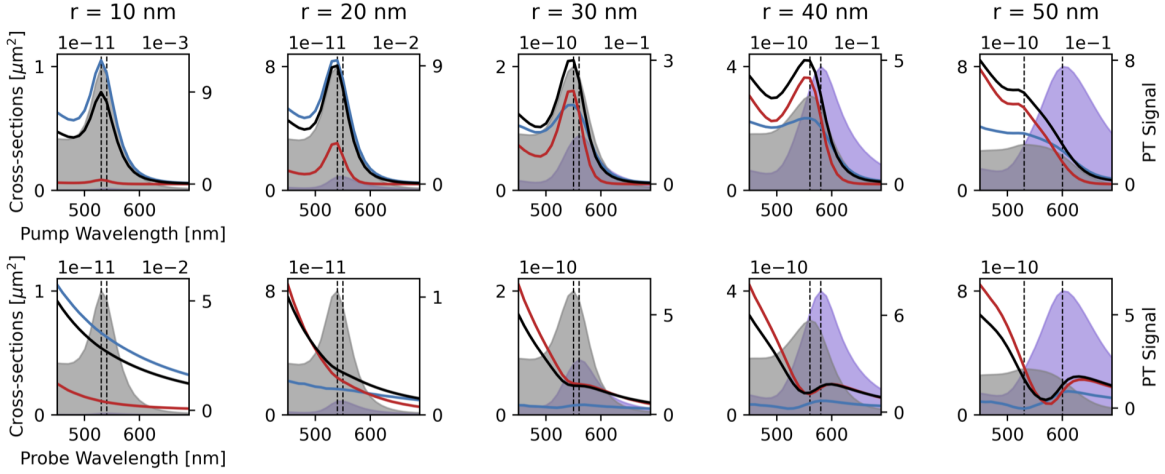 r = 10 nm
r = 20 nm
r = 30 nm
r = 40 nm
r = 50 nm
1e−11 1e−3
1e−11 1e−2
1e−10 1e−1
1e−10 1e−1
1e−10 1e−1
Cross-sections [μm²]
1
0
9
0
500 600
8
0
9
0
500 600
2
0
3
0
500 600
4
0
5
0
500 600
8
0
8
0
500 600
PT Signal
Pump Wavelength [nm]
1e−11 1e−2
1e−11
1e−10
1e−10
1e−10
Cross-sections [μm²]
1
0
5
0
500 600
8
0
1
0
500 600
2
0
5
0
500 600
4
0
6
0
500 600
8
0
5
0
500 600
PT Signal
Probe Wavelength [nm]